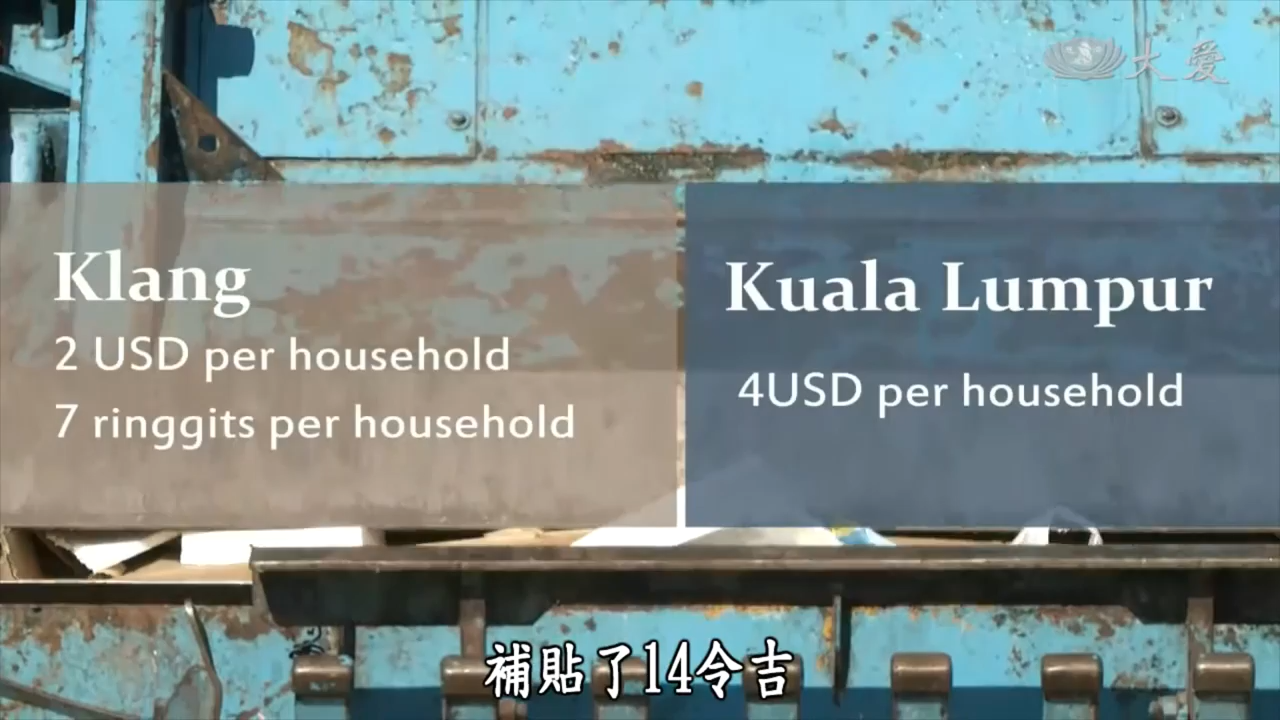 大愛
Klang
2 USD per household
7 ringgits per household
Kuala Lumpur
4USD per household
補貼了14令吉